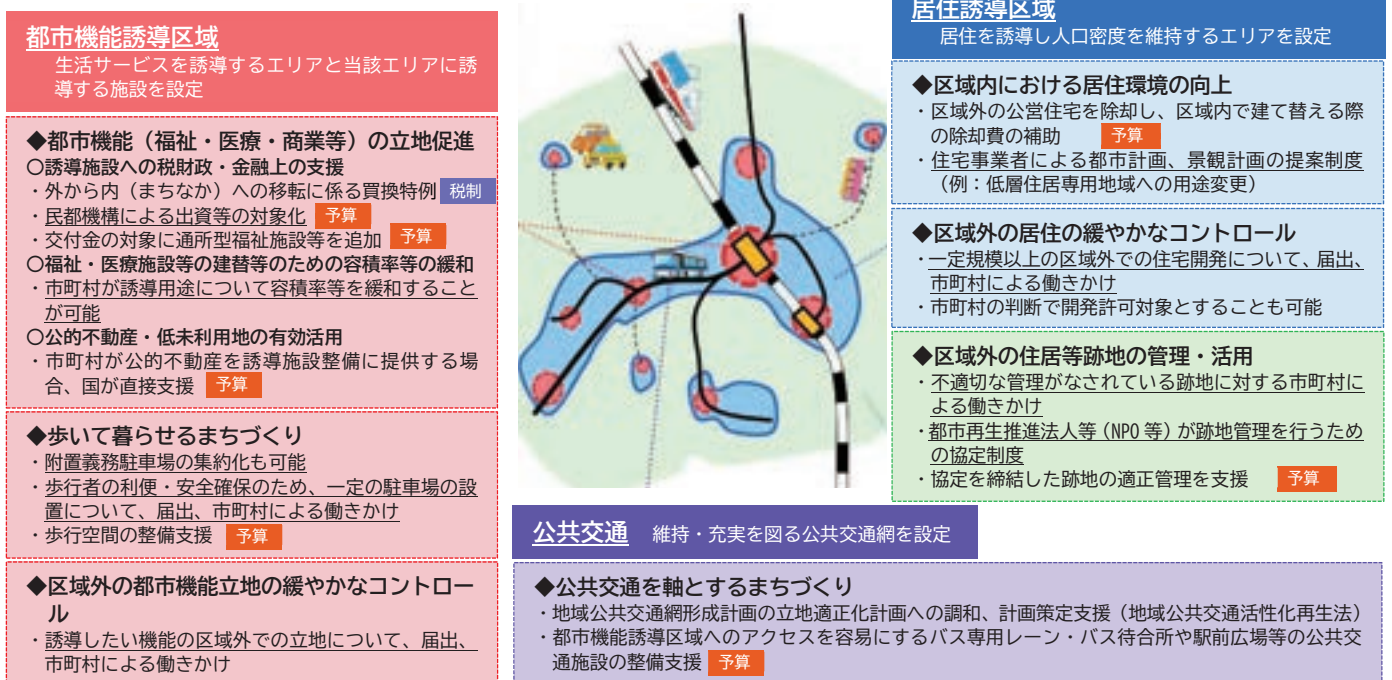 都市機能誘導区域
生活サービスを誘導するエリアと当該エリアに誘
導する施設を設定
◆都市機能（福祉・医療・商業等）の立地促進
○誘導施設への税財政・金融上の支援
・外から内（まちなか）への移転に係る買換特例 税制
・民都機構による出資等の対象化 予算
・交付金の対象に通所型福祉施設等を追加 予算
○福祉・医療施設等の建替等のための容積率等の緩和
・市町村が誘導用途について容積率等を緩和すること
が可能
○公的不動産・低未利用地の有効活用
・市町村が公的不動産を誘導施設整備に提供する場
合、国が直接支援 予算
◆歩いて暮らせるまちづくり
・附置義務駐車場の集約化も可能
・歩行者の利便・安全確保のため、一定の駐車場の設
置について、届出、市町村による働きかけ
・歩行空間の整備支援 予算
◆区域外の都市機能立地の緩やかなコントロー
ル
・誘導したい機能の区域外での立地について、届出、
市町村による働きかけ
居住誘導区域
居住を誘導し人口密度を維持するエリアを設定
◆区域内における居住環境の向上
・区域外の公営住宅を除却し、区域内で建て替える際
の除却費の補助 予算
・住宅事業者による都市計画、景観計画の提案制度
（例：低層住居専用地域への用途変更）
◆区域外の居住の緩やかなコントロール
・一定規模以上の区域外での住宅開発について、届出、
市町村による働きかけ
・市町村の判断で開発許可対象とすることも可能
◆区域外の住居等跡地の管理・活用
・不適切な管理がなされている跡地に対する市町村に
よる働きかけ
・都市再生推進法人等（NPO 等）が跡地管理を行うため
の協定制度
・協定を締結した跡地の適正管理を支援 予算
公共交通 維持・充実を図る公共交通網を設定
◆公共交通を軸とするまちづくり
・地域公共交通網形成計画の立地適正化計画への調和、計画策定支援（地域公共交通活性化再生法）
・都市機能誘導区域へのアクセスを容易にするバス専用レーン・バス待合所や駅前広場等の公共交
通施設の整備支援 予算